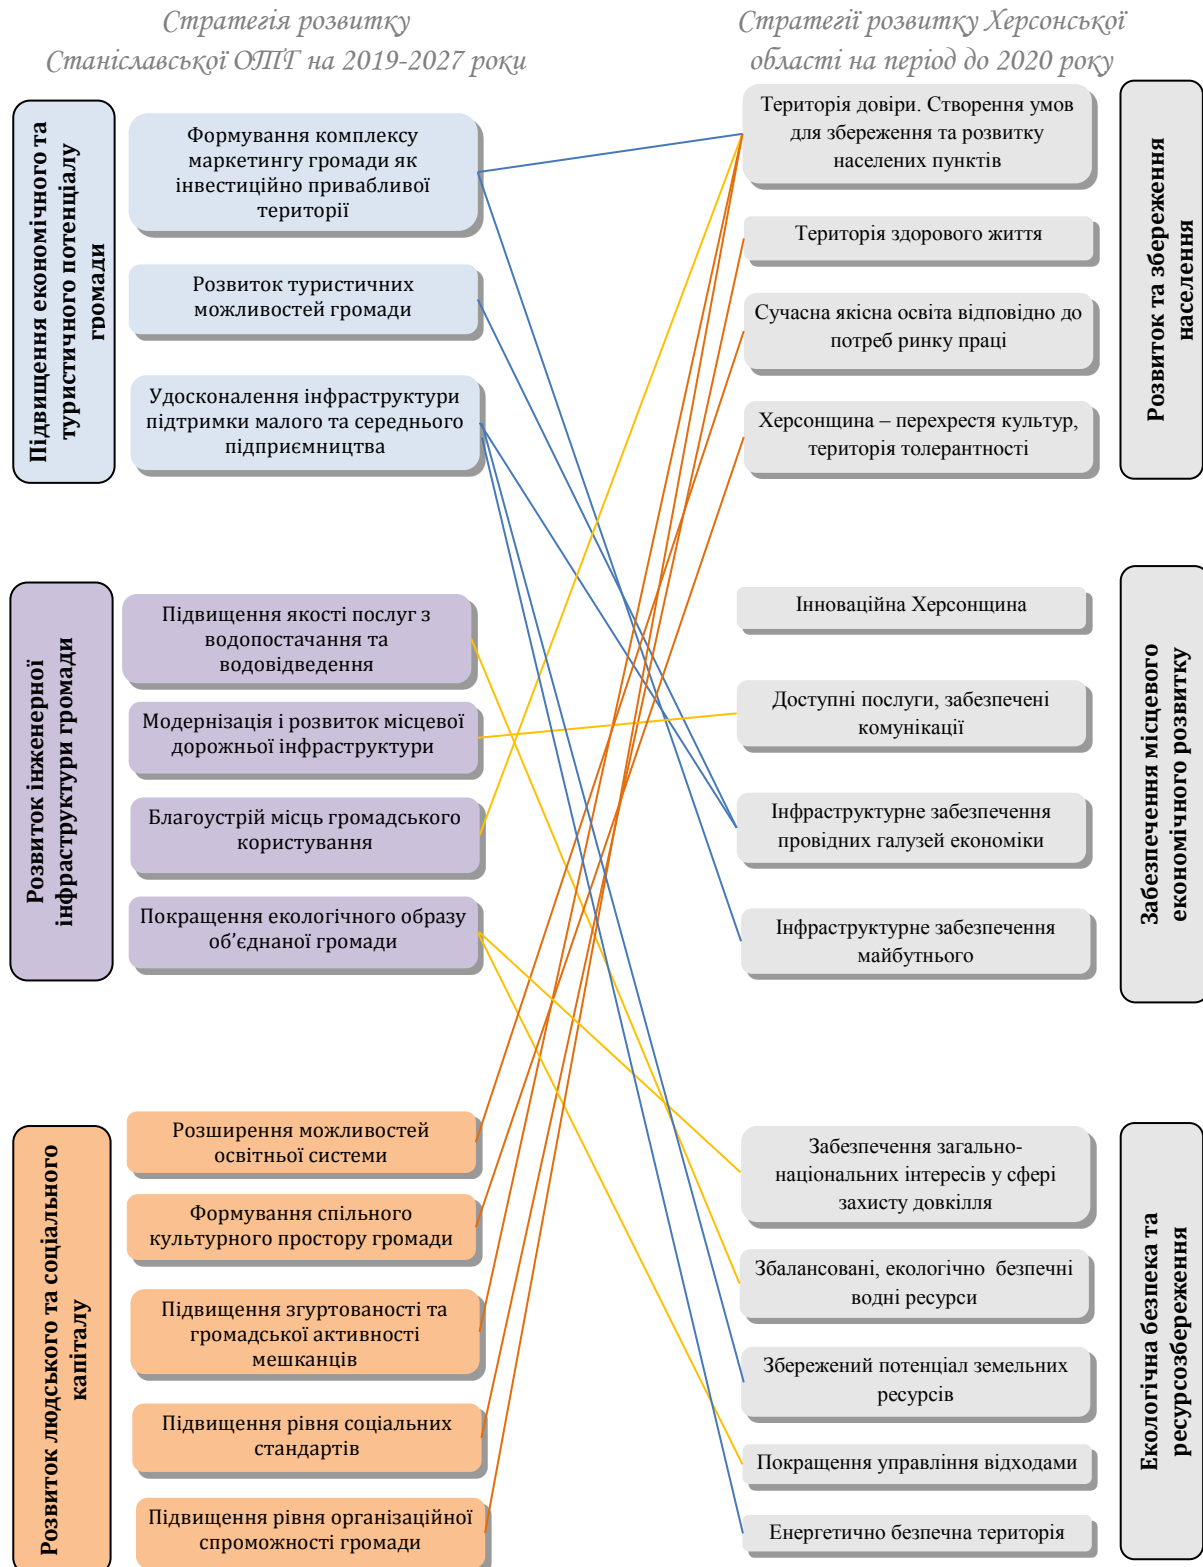 Стратегія розвитку
Станіславської ОТГ на 2019-2027 роки
Стратегії розвитку Херсонської
області на період до 2020 року
Підвищення економічного та
туристичного потенціалу
громади
Формування комплексу
маркетингу громади як
інвестиційно привабливої
території
Розвиток туристичних
можливостей громади
Удосконалення інфраструктури
підтримки малого та середнього
підприємництва
Розвиток інженерної
інфраструктури громади
Підвищення якості послуг з
водопостачання та
водовідведення
Модернізація і розвиток місцевої
дорожньої інфраструктури
Благоустрій місць громадського
користування
Покращення екологічного образу
об’єднаної громади
Розвиток людського та соціального
капіталу
Розширення можливостей
освітньої системи
Формування спільного
культурного простору громади
Підвищення згуртованості та
громадської активності
мешканців
Підвищення рівня соціальних
стандартів
Підвищення рівня організаційної
спроможності громади
Територія довіри. Створення умов
для збереження та розвитку
населених пунктів
Територія здорового життя
Сучасна якісна освіта відповідно до
потреб ринку праці
Херсонщина – перехрестя культур,
територія толерантності
Розвиток та збереження
населення
Інноваційна Херсонщина
Доступні послуги, забезпечені
комунікації
Інфраструктурне забезпечення
провідних галузей економіки
Інфраструктурне забезпечення
майбутнього
Забезпечення місцевого
економічного розвитку
Забезпечення загально-
національних інтересів у сфері
захисту довкілля
Збалансовані, екологічно безпечні
водні ресурси
Збережений потенціал земельних
ресурсів
Покращення управління відходами
Енергетично безпечна територія
Екологічна безпека та
ресурсозбереження